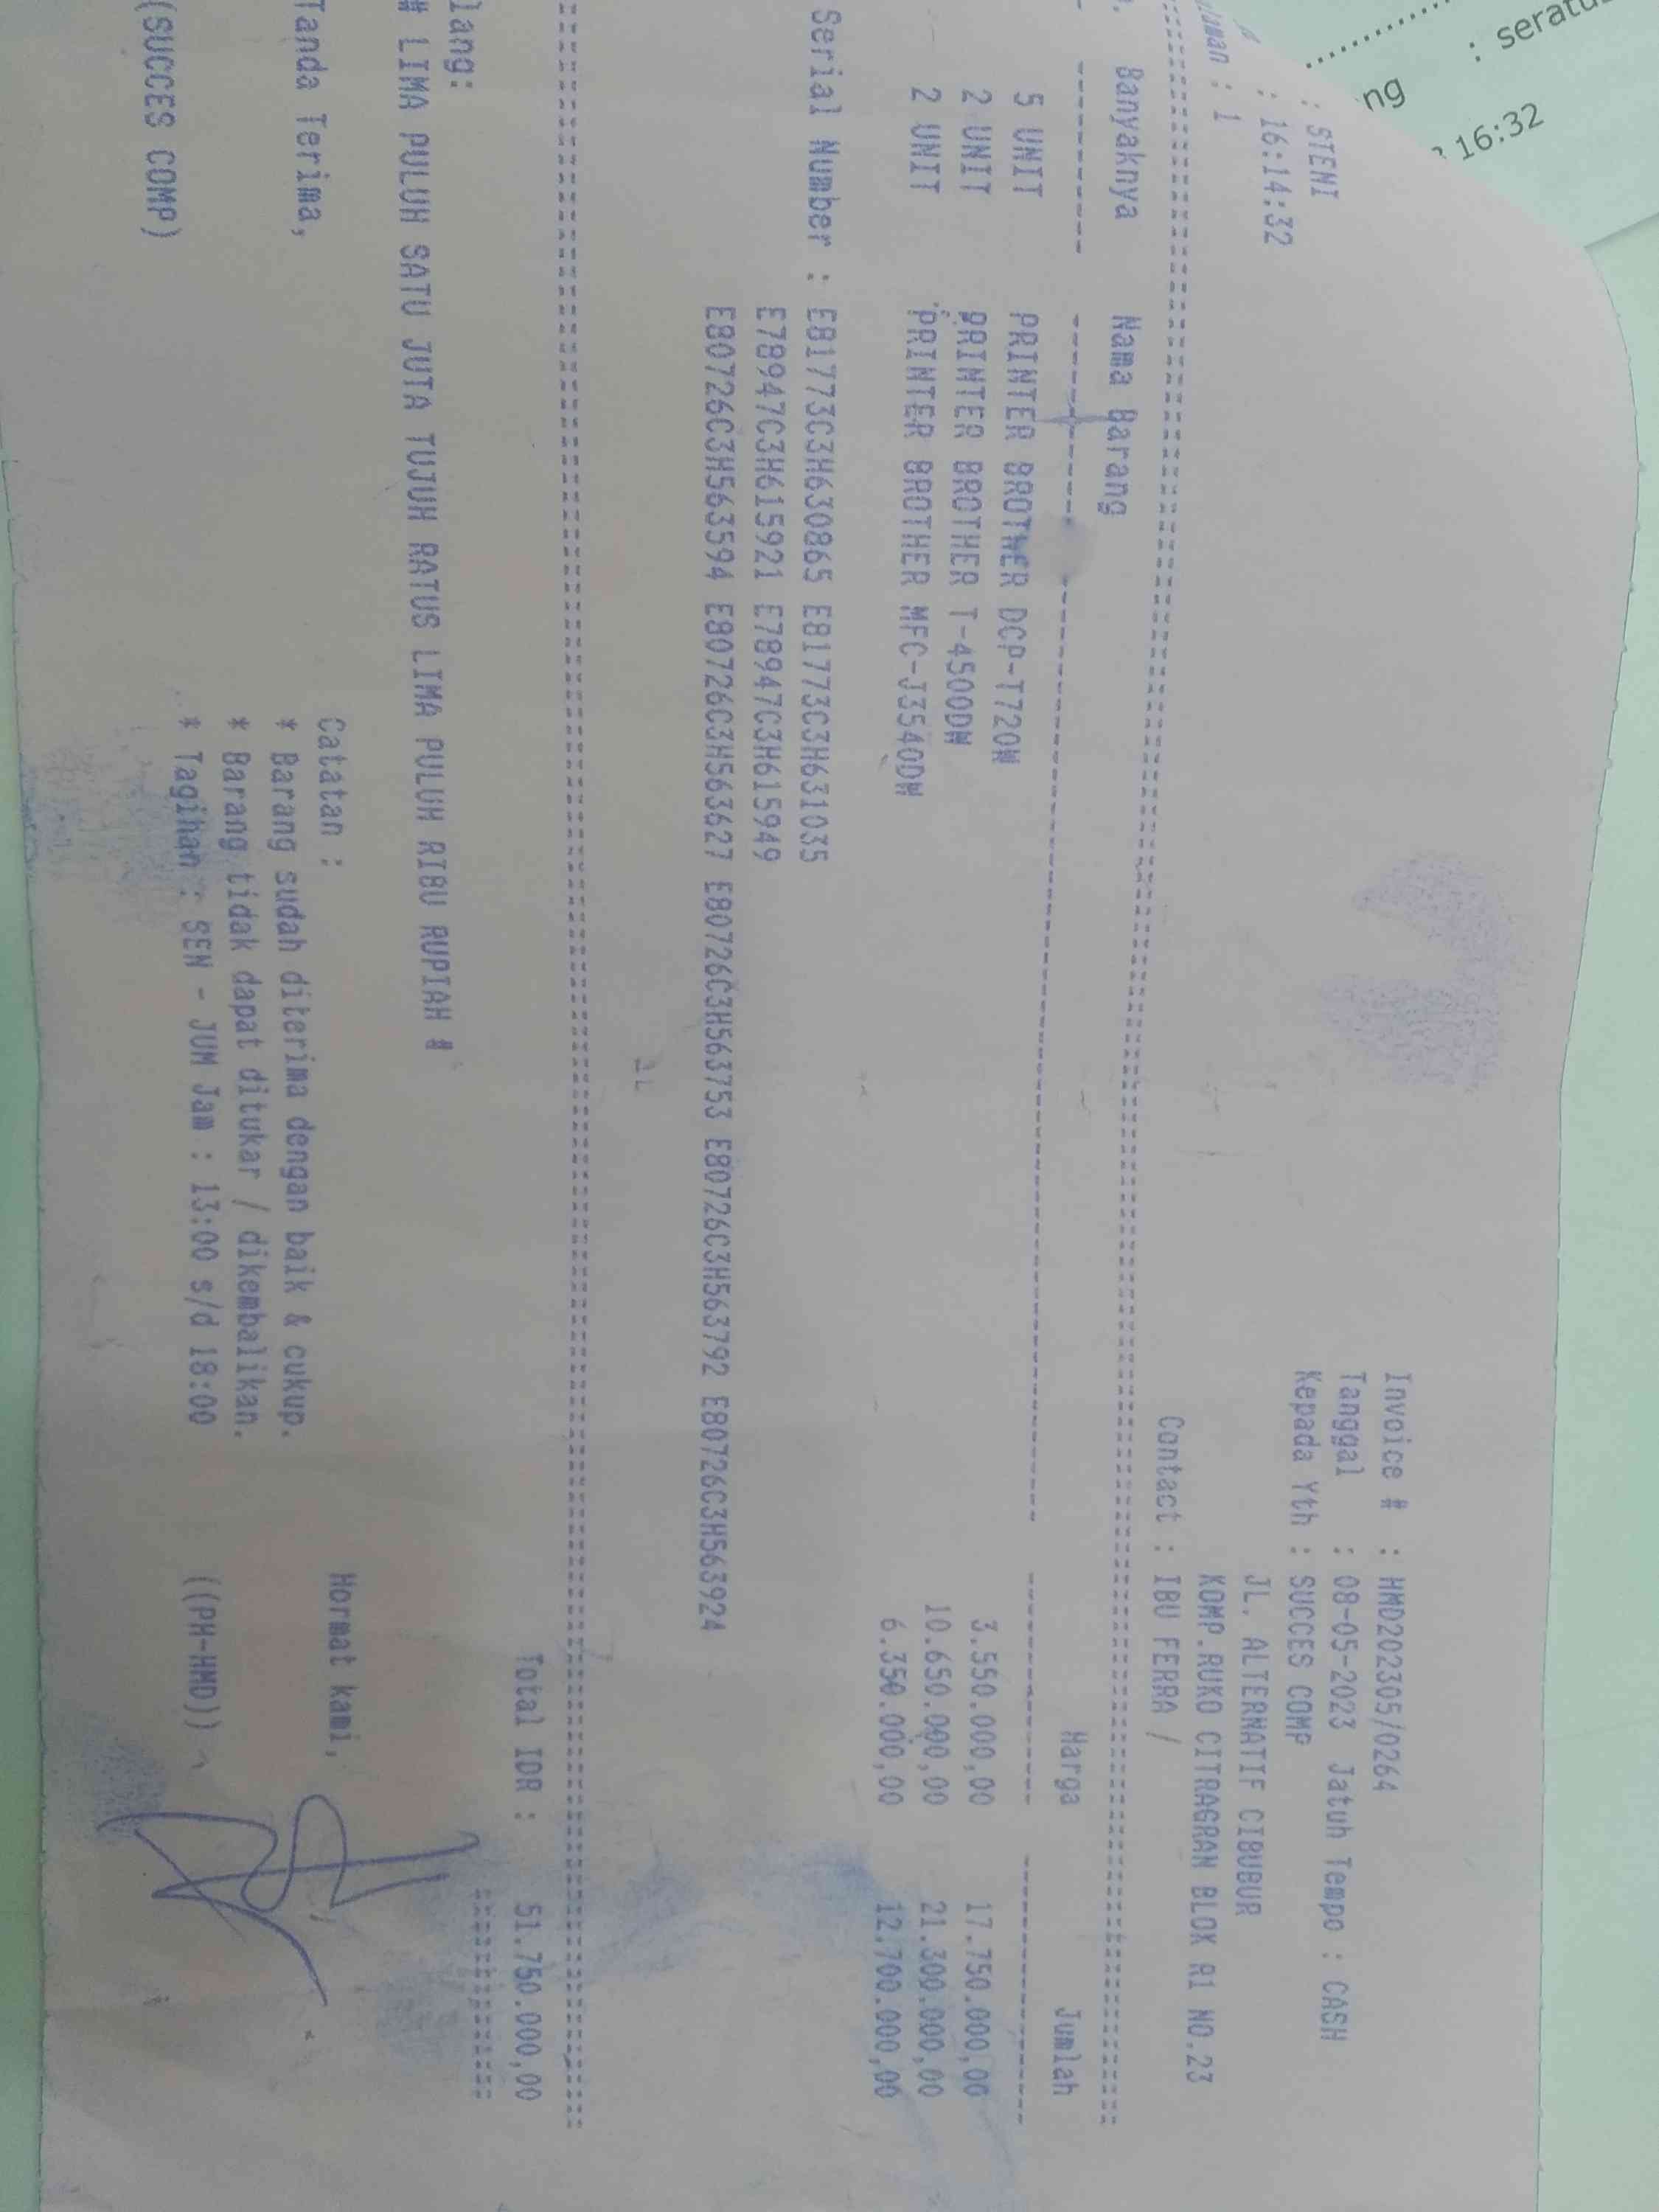 : seratus
ng
16:32
: STENI
: 16:14:32
: 1
Invoice # : HMD202305/0264
Tanggal : 08-05-2023 Jatuh Tempo : CASH
Kepada Yth : SUCCES COMP
JL. ALTERNATIF CIBUBUR
KOMP.RUKO CITRAGRAN BLOK R1 NO.23
Contact : IBU FERRA /
Banyaknya Nama Barang Harga Jumlah
5 UNIT PRINTER BROTHER DCP-T720W 3.550.000,00 17.750.000,00
2 UNIT PRINTER BROTHER T-4500DW 10.650.000,00 21.300.000,00
2 UNIT PRINTER BROTHER MFC-J3540DW 6.350.000,00 12.700.000,00
Serial Number : E81773C3H630865 E81773C3H631035
E78947C3H615921 E78947C3H615949
E80726C3H563594 E80726C3H563627 E80726C3H563753 E80726C3H563792 E80726C3H563924
Total IDR : 51.750.000,00
lang:
# LIMA PULUH SATU JUTA TUJUH RATUS LIMA PULUH RIBU RUPIAH #
Tanda Terima,
Catatan :
* Barang sudah diterima dengan baik & cukup.
* Barang tidak dapat ditukar / dikembalikan.
* Tagihan : SEN - JUM Jam : 13:00 s/d 18:00
Hormat kami,
(SUCCES COMP)
((PH-HMD))